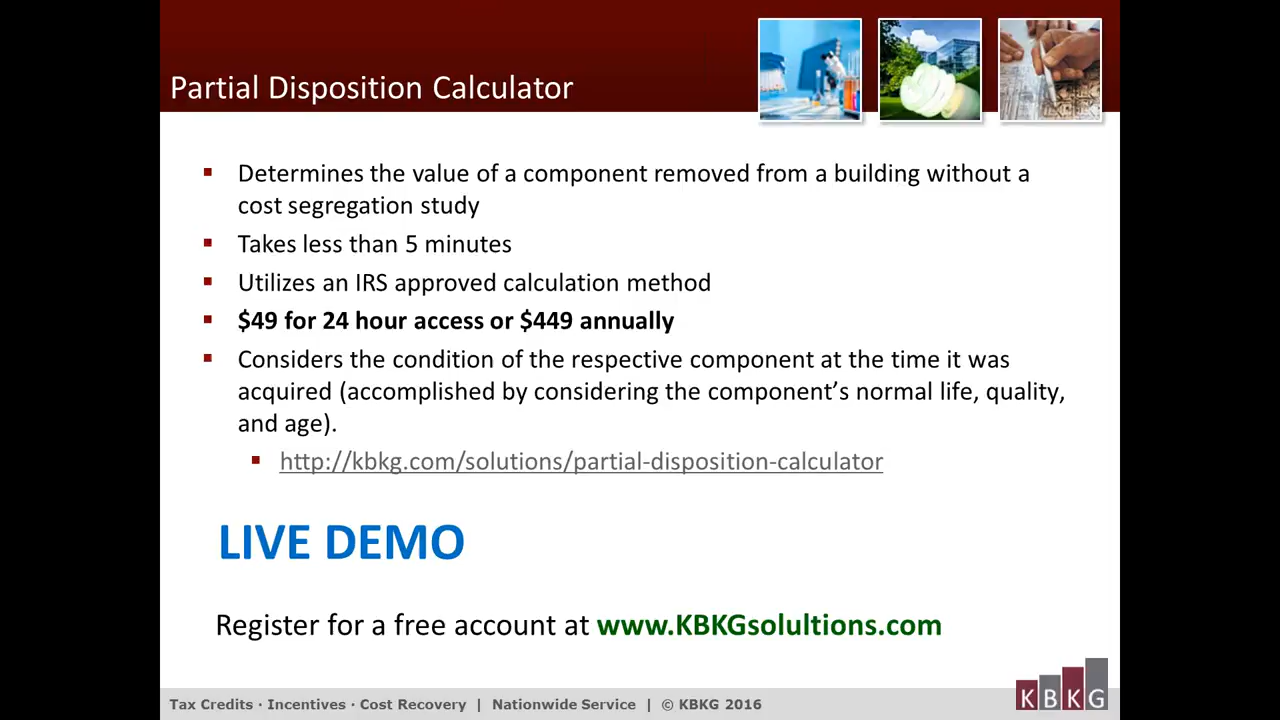 Partial Disposition Calculator
Determines the value of a component removed from a building without a
cost segregation study
Takes less than 5 minutes
Utilizes an IRS approved calculation method
$49 for 24 hour access or $449 annually
Considers the condition of the respective component at the time it was
acquired (accomplished by considering the component’s normal life, quality,
and age).
http://kbkg.com/solutions/partial-disposition-calculator
LIVE DEMO
Register for a free account at www.KBKGsolultions.com
Tax Credits · Incentives · Cost Recovery | Nationwide Service | © KBKG 2016
KBKG